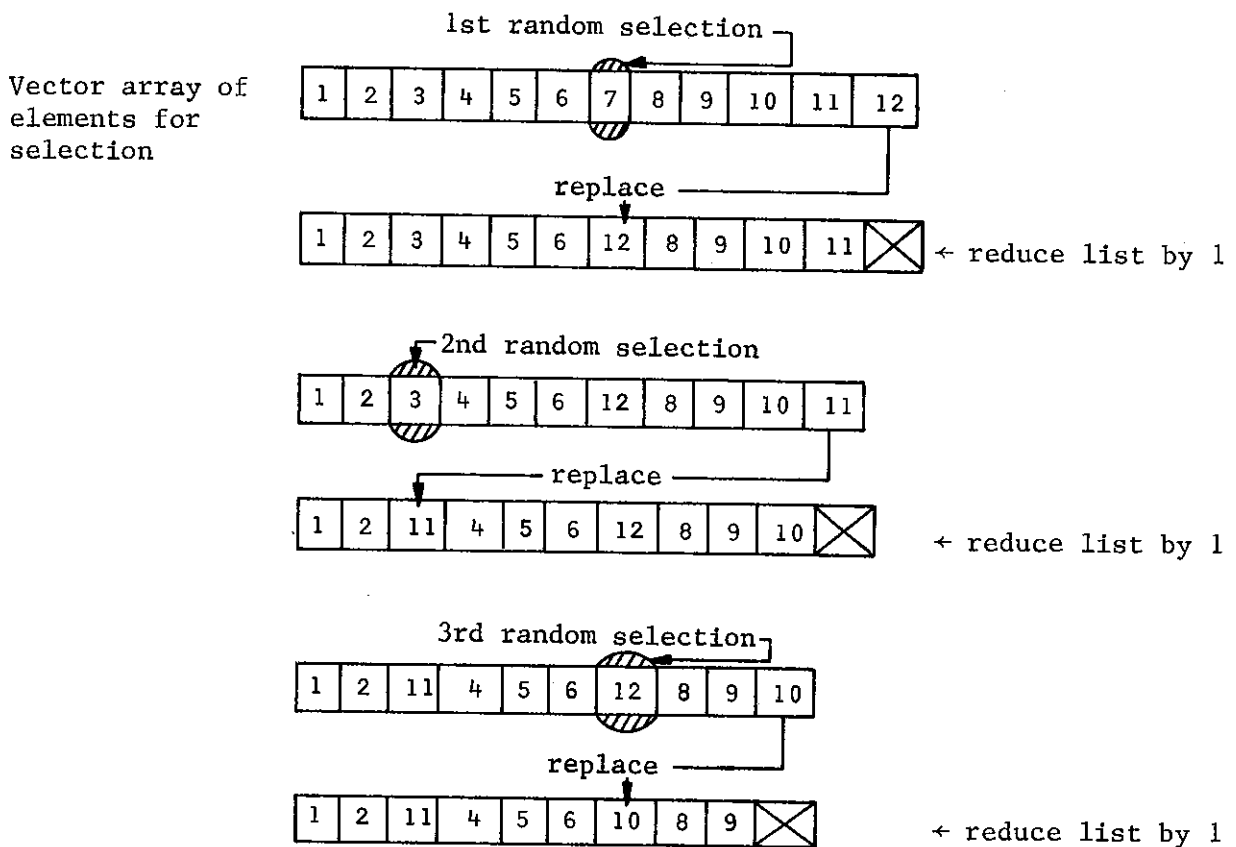 1st random selection
Vector array of
elements for
selection
1 2 3 4 5 6 7 8 9 10 11 12
replace
1 2 3 4 5 6 12 8 9 10 11
← reduce list by 1
2nd random selection
1 2 3 4 5 6 12 8 9 10 11
replace
1 2 11 4 5 6 12 8 9 10
← reduce list by 1
3rd random selection
1 2 11 4 5 6 12 8 9 10
replace
1 2 11 4 5 6 10 8 9
← reduce list by 1